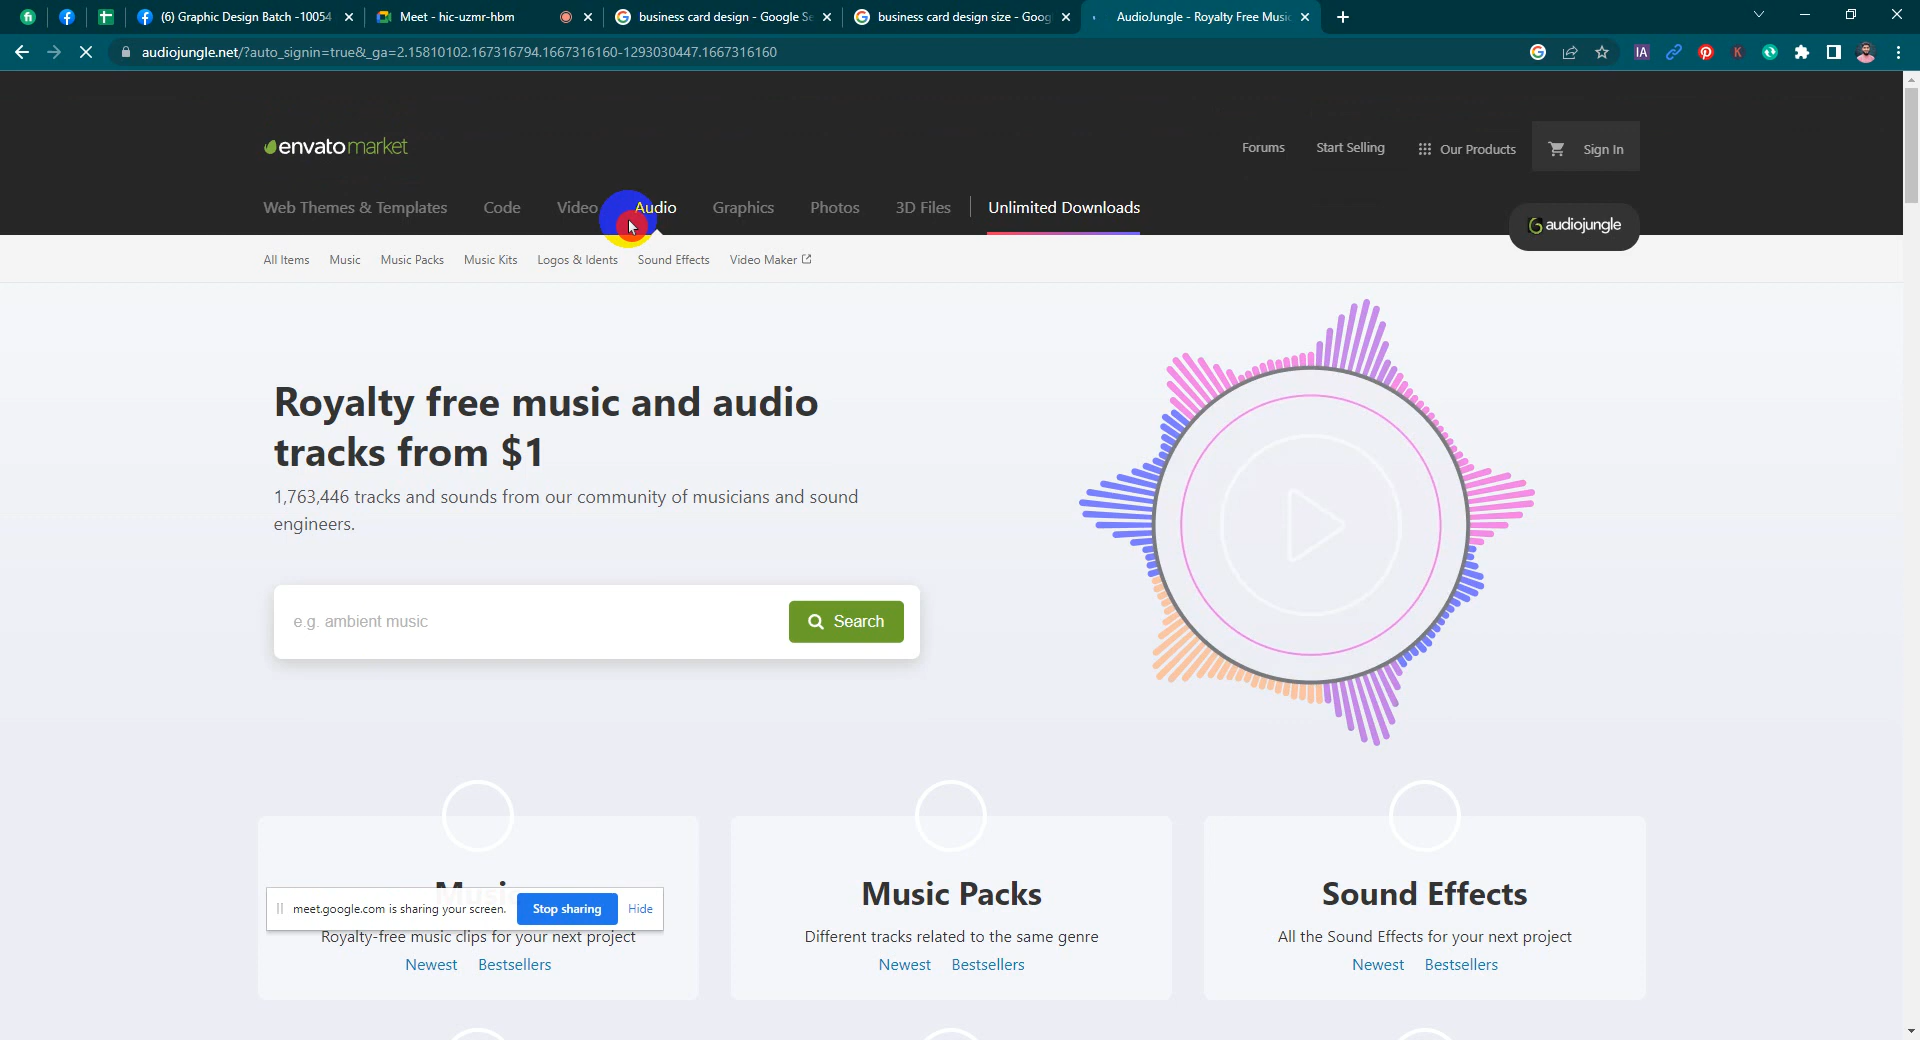 (6) Graphic Design Batch -10054
Meet - hic-uzmr-hbm
business card design - Google Se
business card design size - Goog
AudioJungle - Royalty Free Music
audiojungle.net/?auto_signin=true&_ga=2.15810102.167316794.1667316160-1293030447.1667316160
IA
K
envatomarket
Forums
Start Selling
Our Products
Sign In
Web Themes & Templates
Code
Video
Audio
Graphics
Photos
3D Files
Unlimited Downloads
audiojungle
All Items
Music
Music Packs
Music Kits
Logos & Idents
Sound Effects
Video Maker
Royalty free music and audio
tracks from $1
1,763,446 tracks and sounds from our community of musicians and sound
engineers.
e.g. ambient music
Search
Music
meet.google.com is sharing your screen.
Stop sharing
Hide
Royalty-free music clips for your next project
Newest
Bestsellers
Music Packs
Different tracks related to the same genre
Newest
Bestsellers
Sound Effects
All the Sound Effects for your next project
Newest
Bestsellers